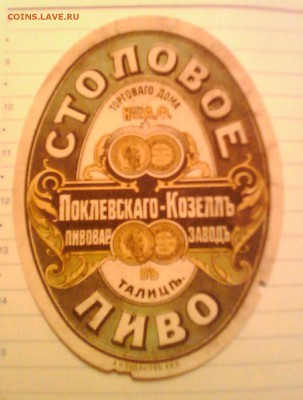 COINS.LAVE.RU
СТОЛОВОЕ
ТОРГОВАГО ДОМА
А.Ф.
ПОКЛЕВСКАГО-КОЗЕЛЛЪ
ПИВОВАР. ЗАВОДЪ
ВЪ
ТАЛИЦѢ.
ПИВО